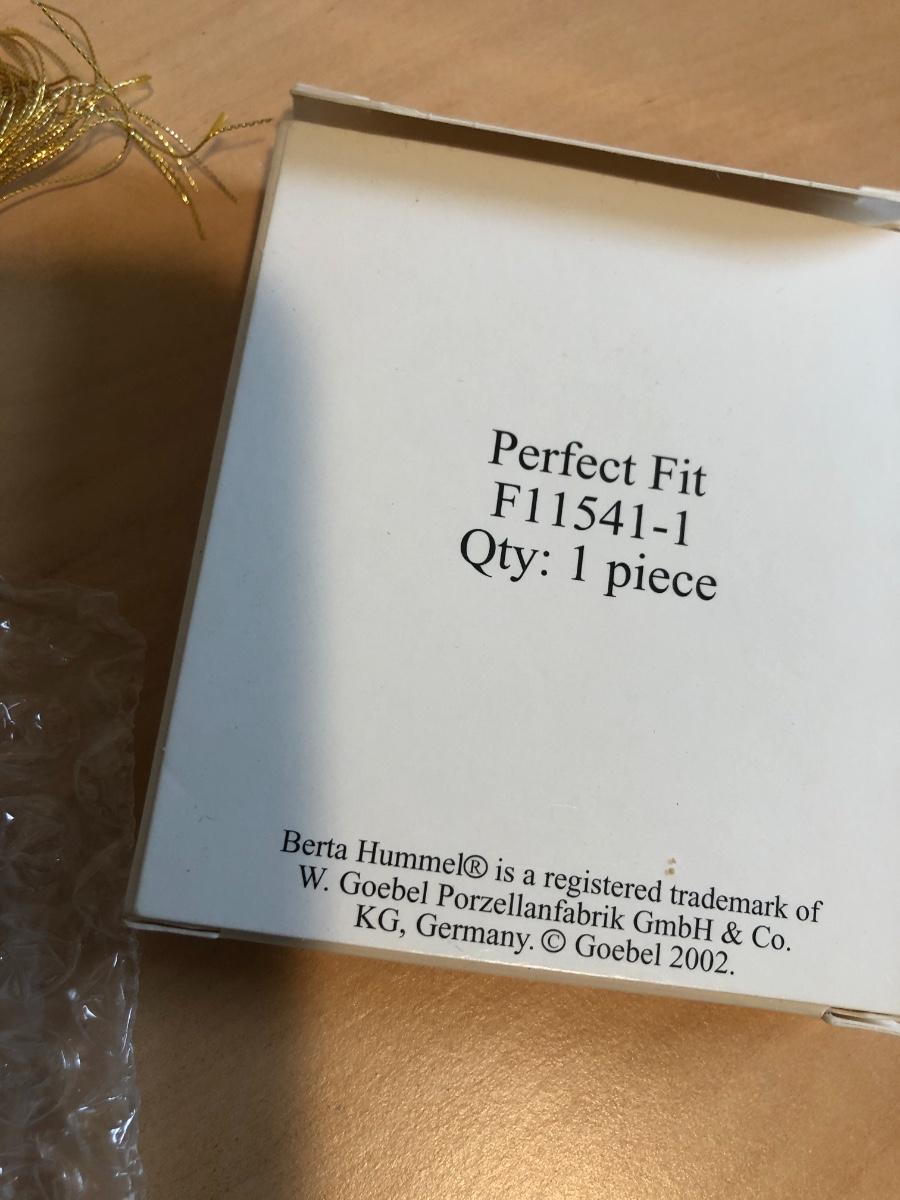 Perfect Fit
F11541-1
Qty: 1 piece
Berta Hummel® is a registered trademark of
W. Goebel Porzellanfabrik GmbH & Co.
KG, Germany. © Goebel 2002.